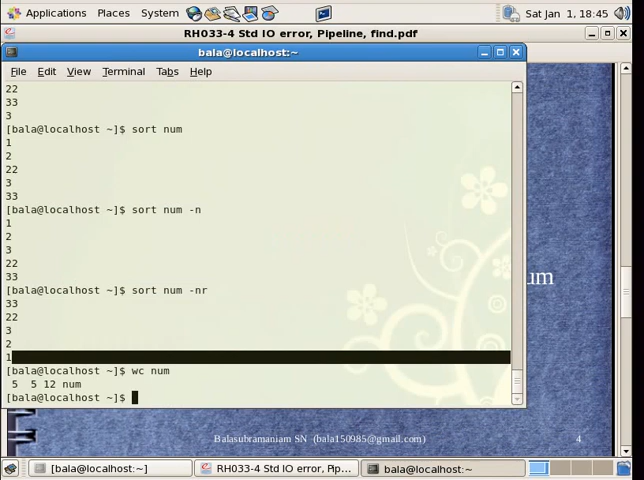 Applications Places System
Sat Jan 1, 18:45
RH033-4 Std IO error, Pipeline, find.pdf
bala@localhost:~
File Edit View Terminal Tabs Help
22
33
3
[bala@localhost ~]$ sort num
1
2
22
3
33
[bala@localhost ~]$ sort num -n
1
2
3
22
33
[bala@localhost ~]$ sort num -nr
33
22
3
2
1
[bala@localhost ~]$ wc num
5 5 12 num
[bala@localhost ~]$
um
Balasubramaniam SN (bala150985@gmail.com)
4
[bala@localhost:~]
RH033-4 Std IO error, Pip...
bala@localhost:~